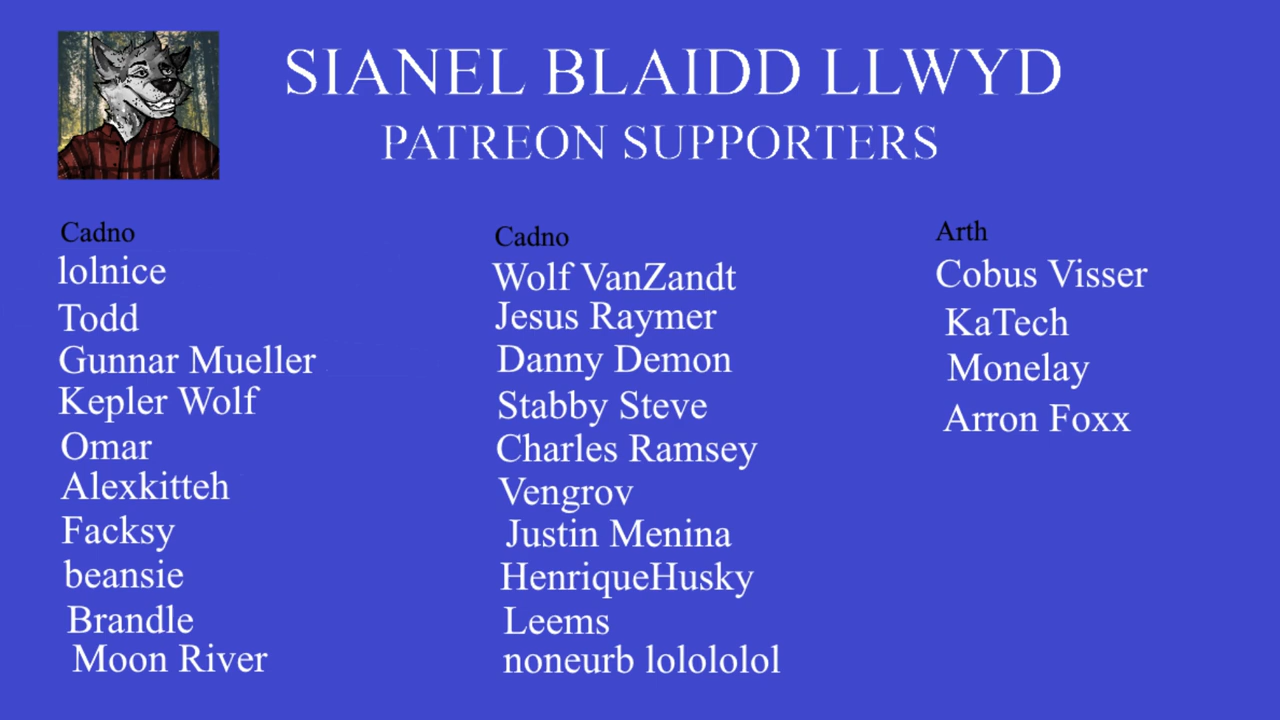 SIANEL BLAIDD LLWYD
PATREON SUPPORTERS
Cadno
lolnice
Todd
Gunnar Mueller
Kepler Wolf
Omar
Alexkitteh
Facksy
beansie
Brandle
Moon River
Cadno
Wolf VanZandt
Jesus Raymer
Danny Demon
Stabby Steve
Charles Ramsey
Vengrov
Justin Menina
HenriqueHusky
Leems
noneurb lolololol
Arth
Cobus Visser
KaTech
Monelay
Arron Foxx